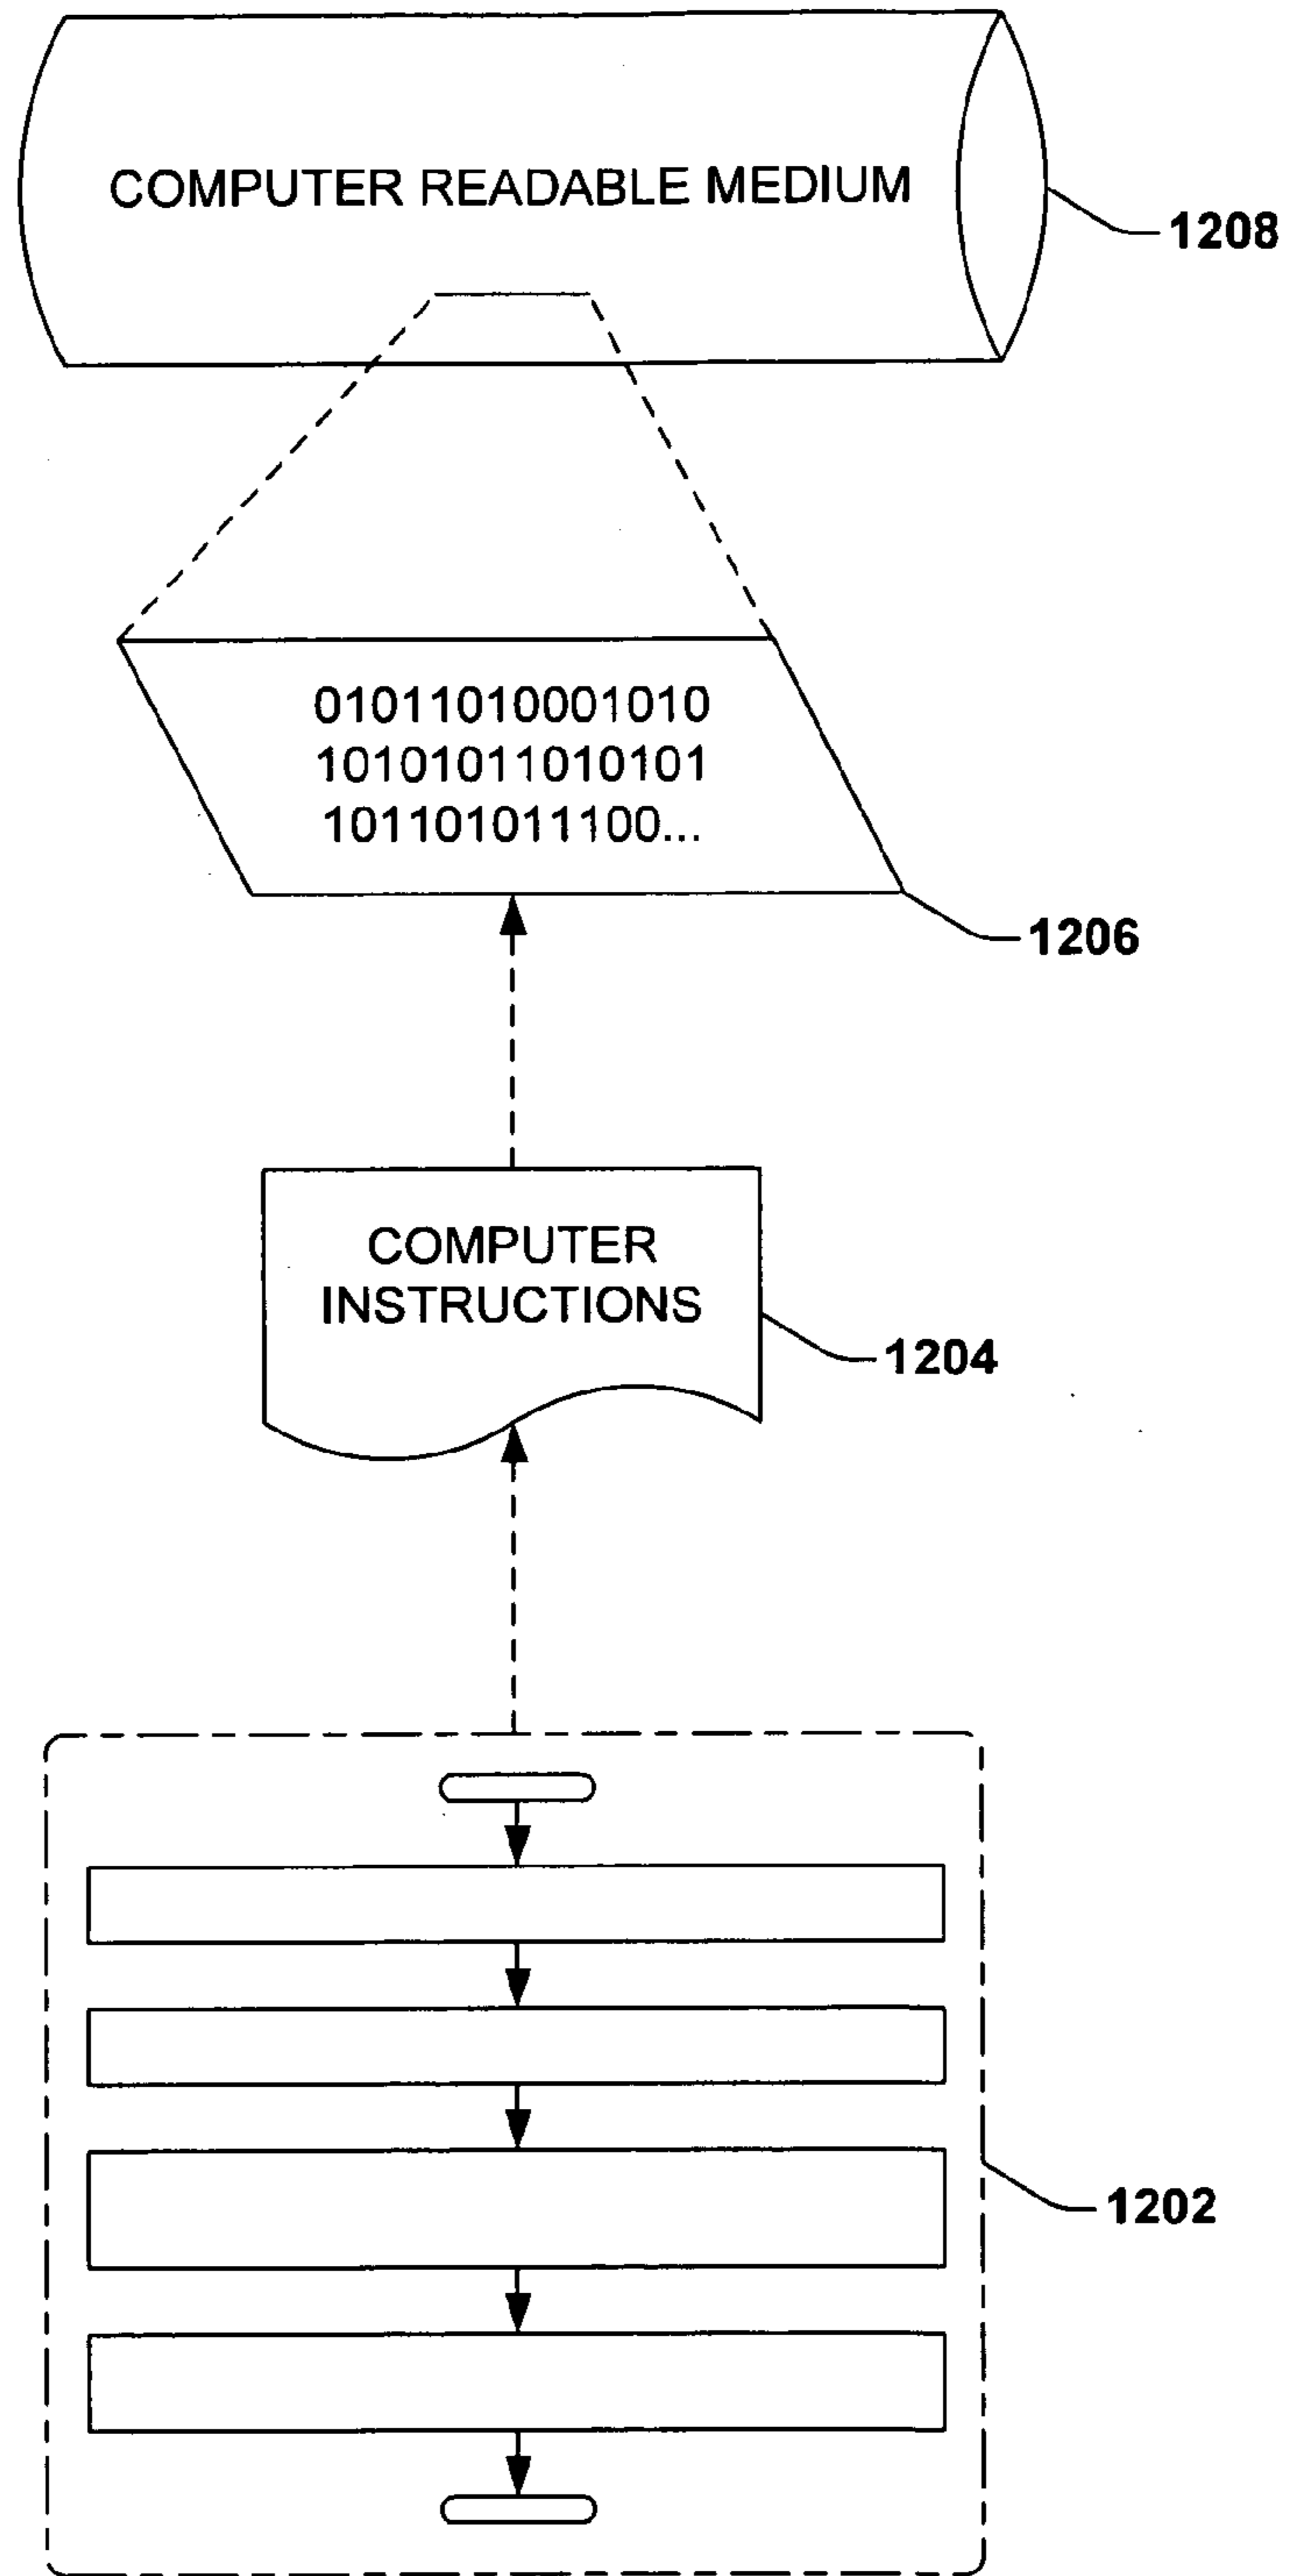 COMPUTER READABLE MEDIUM
1208
01011010001010
10101011010101
101101011100...
1206
COMPUTER
INSTRUCTIONS
1204
1202